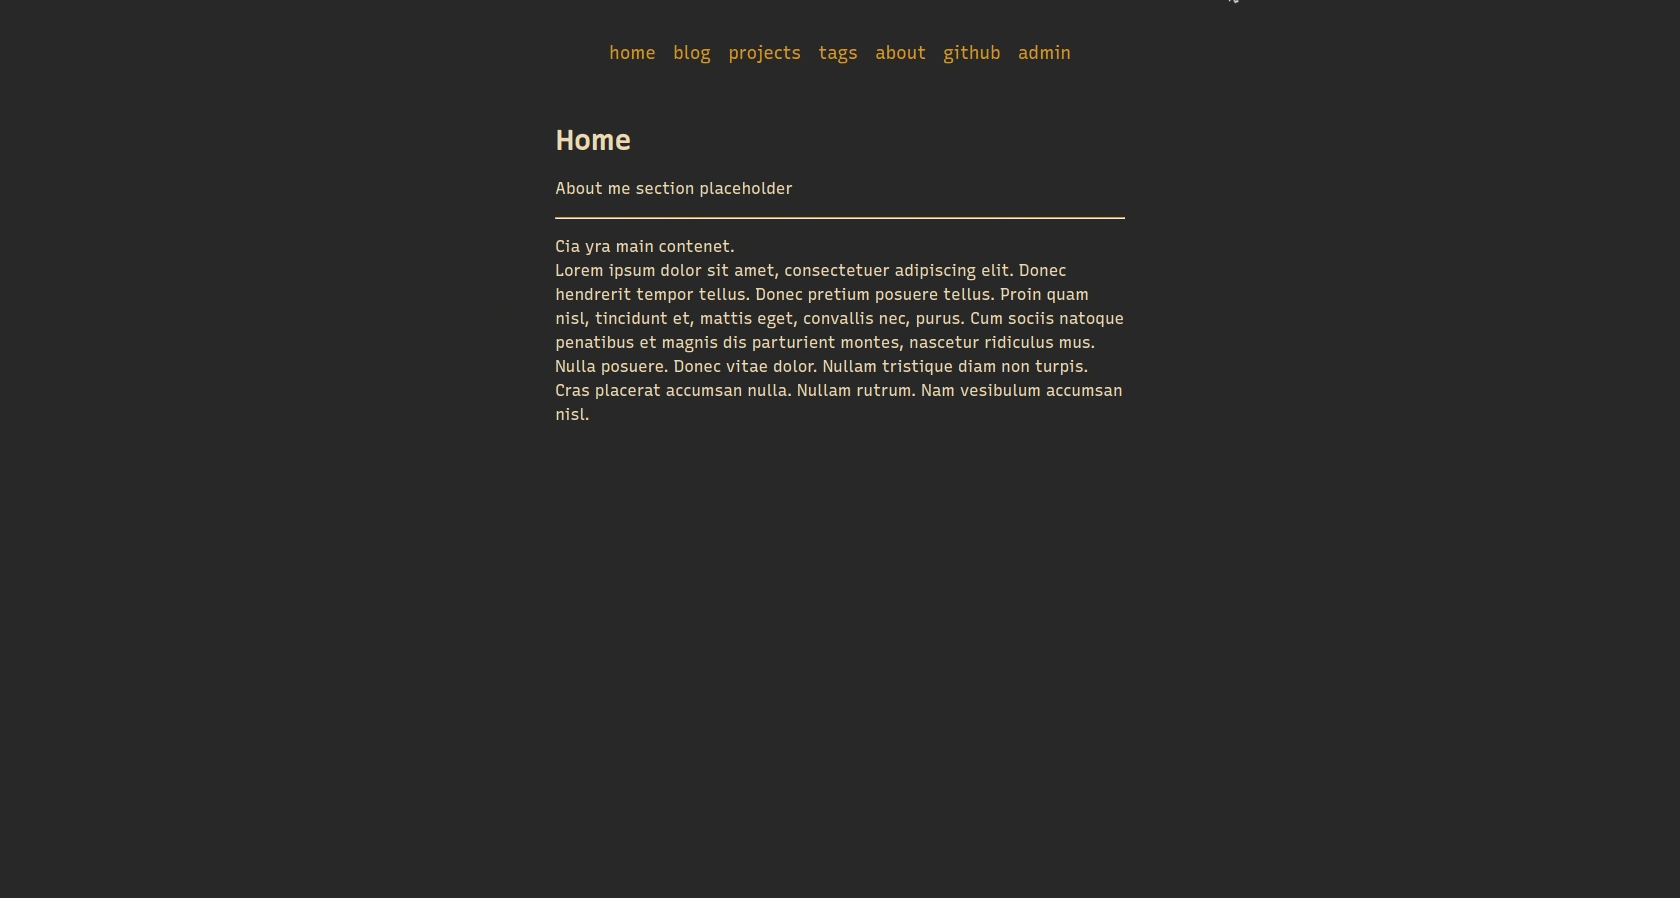 home blog projects tags about github admin
Home
About me section placeholder
Cia yra main contenet.
Lorem ipsum dolor sit amet, consectetuer adipiscing elit. Donec
hendrerit tempor tellus. Donec pretium posuere tellus. Proin quam
nisl, tincidunt et, mattis eget, convallis nec, purus. Cum sociis natoque
penatibus et magnis dis parturient montes, nascetur ridiculus mus.
Nulla posuere. Donec vitae dolor. Nullam tristique diam non turpis.
Cras placerat accumsan nulla. Nullam rutrum. Nam vesibulum accumsan
nisl.